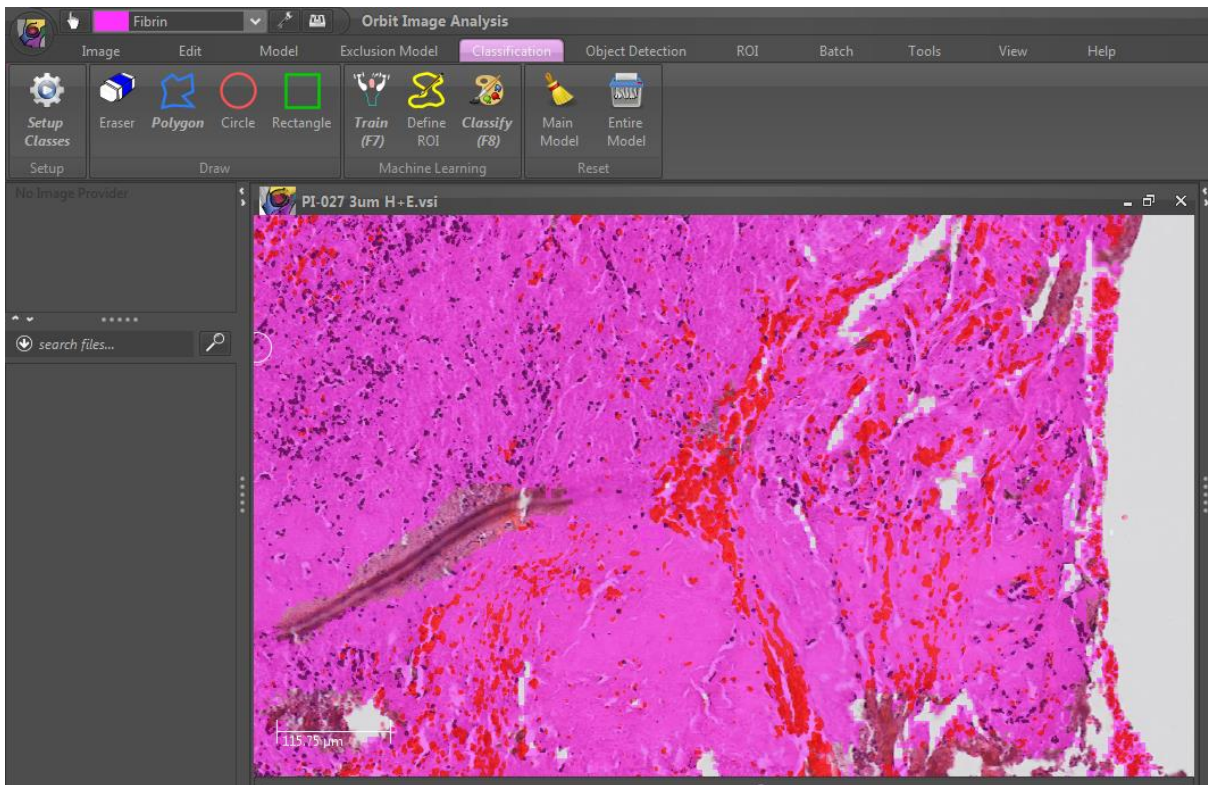 Fibrin
Orbit Image Analysis
Image Edit Model Exclusion Model Classification Object Detection ROI Batch Tools View Help
Setup Classes
Eraser
Polygon
Circle
Rectangle
Train (F7)
Define ROI
Classify (F8)
Main Model
Entire Model
Setup Draw Machine Learning Reset
No Image Provider
PI-027 3um H+E.vsi
search files...
115.75 µm